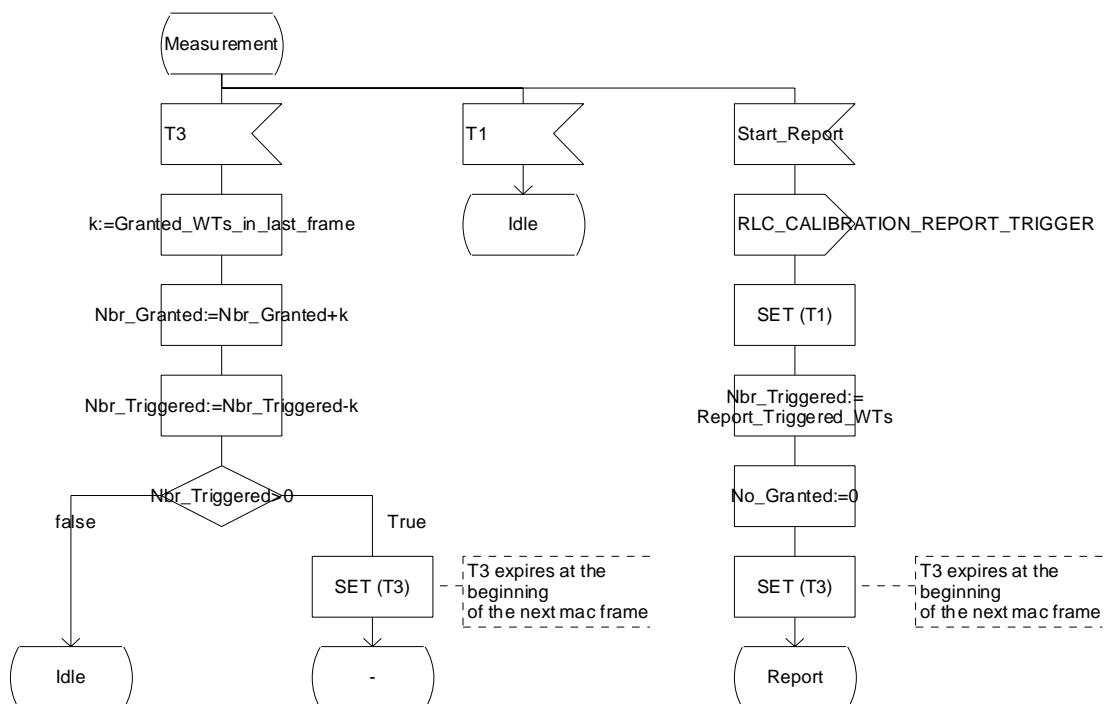 Measurement
T3
T1
Start_Report
k:=Granted_WTs_in_last_frame
Idle
RLC_CALIBRATION_REPORT_TRIGGER
Nbr_Granted:=Nbr_Granted+k
SET (T1)
Nbr_Triggered:=Nbr_Triggered-k
Nbr_Triggered:=
Report_Triggered_WTs
Nbr_Triggered>0
No_Granted:=0
false
True
SET (T3)
T3 expires at the
beginning
of the next mac frame
SET (T3)
T3 expires at the
beginning
of the next mac frame
Idle
-
Report